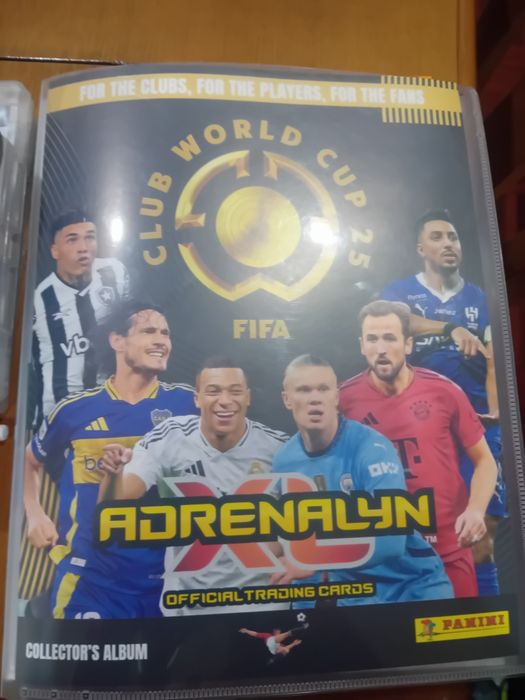 FOR THE CLUBS, FOR THE PLAYERS, FOR THE FANS
CLUB WORLD CUP 25
FIFA
ADRENALYN
XL
™
OFFICIAL TRADING CARDS
COLLECTOR'S ALBUM
PANINI